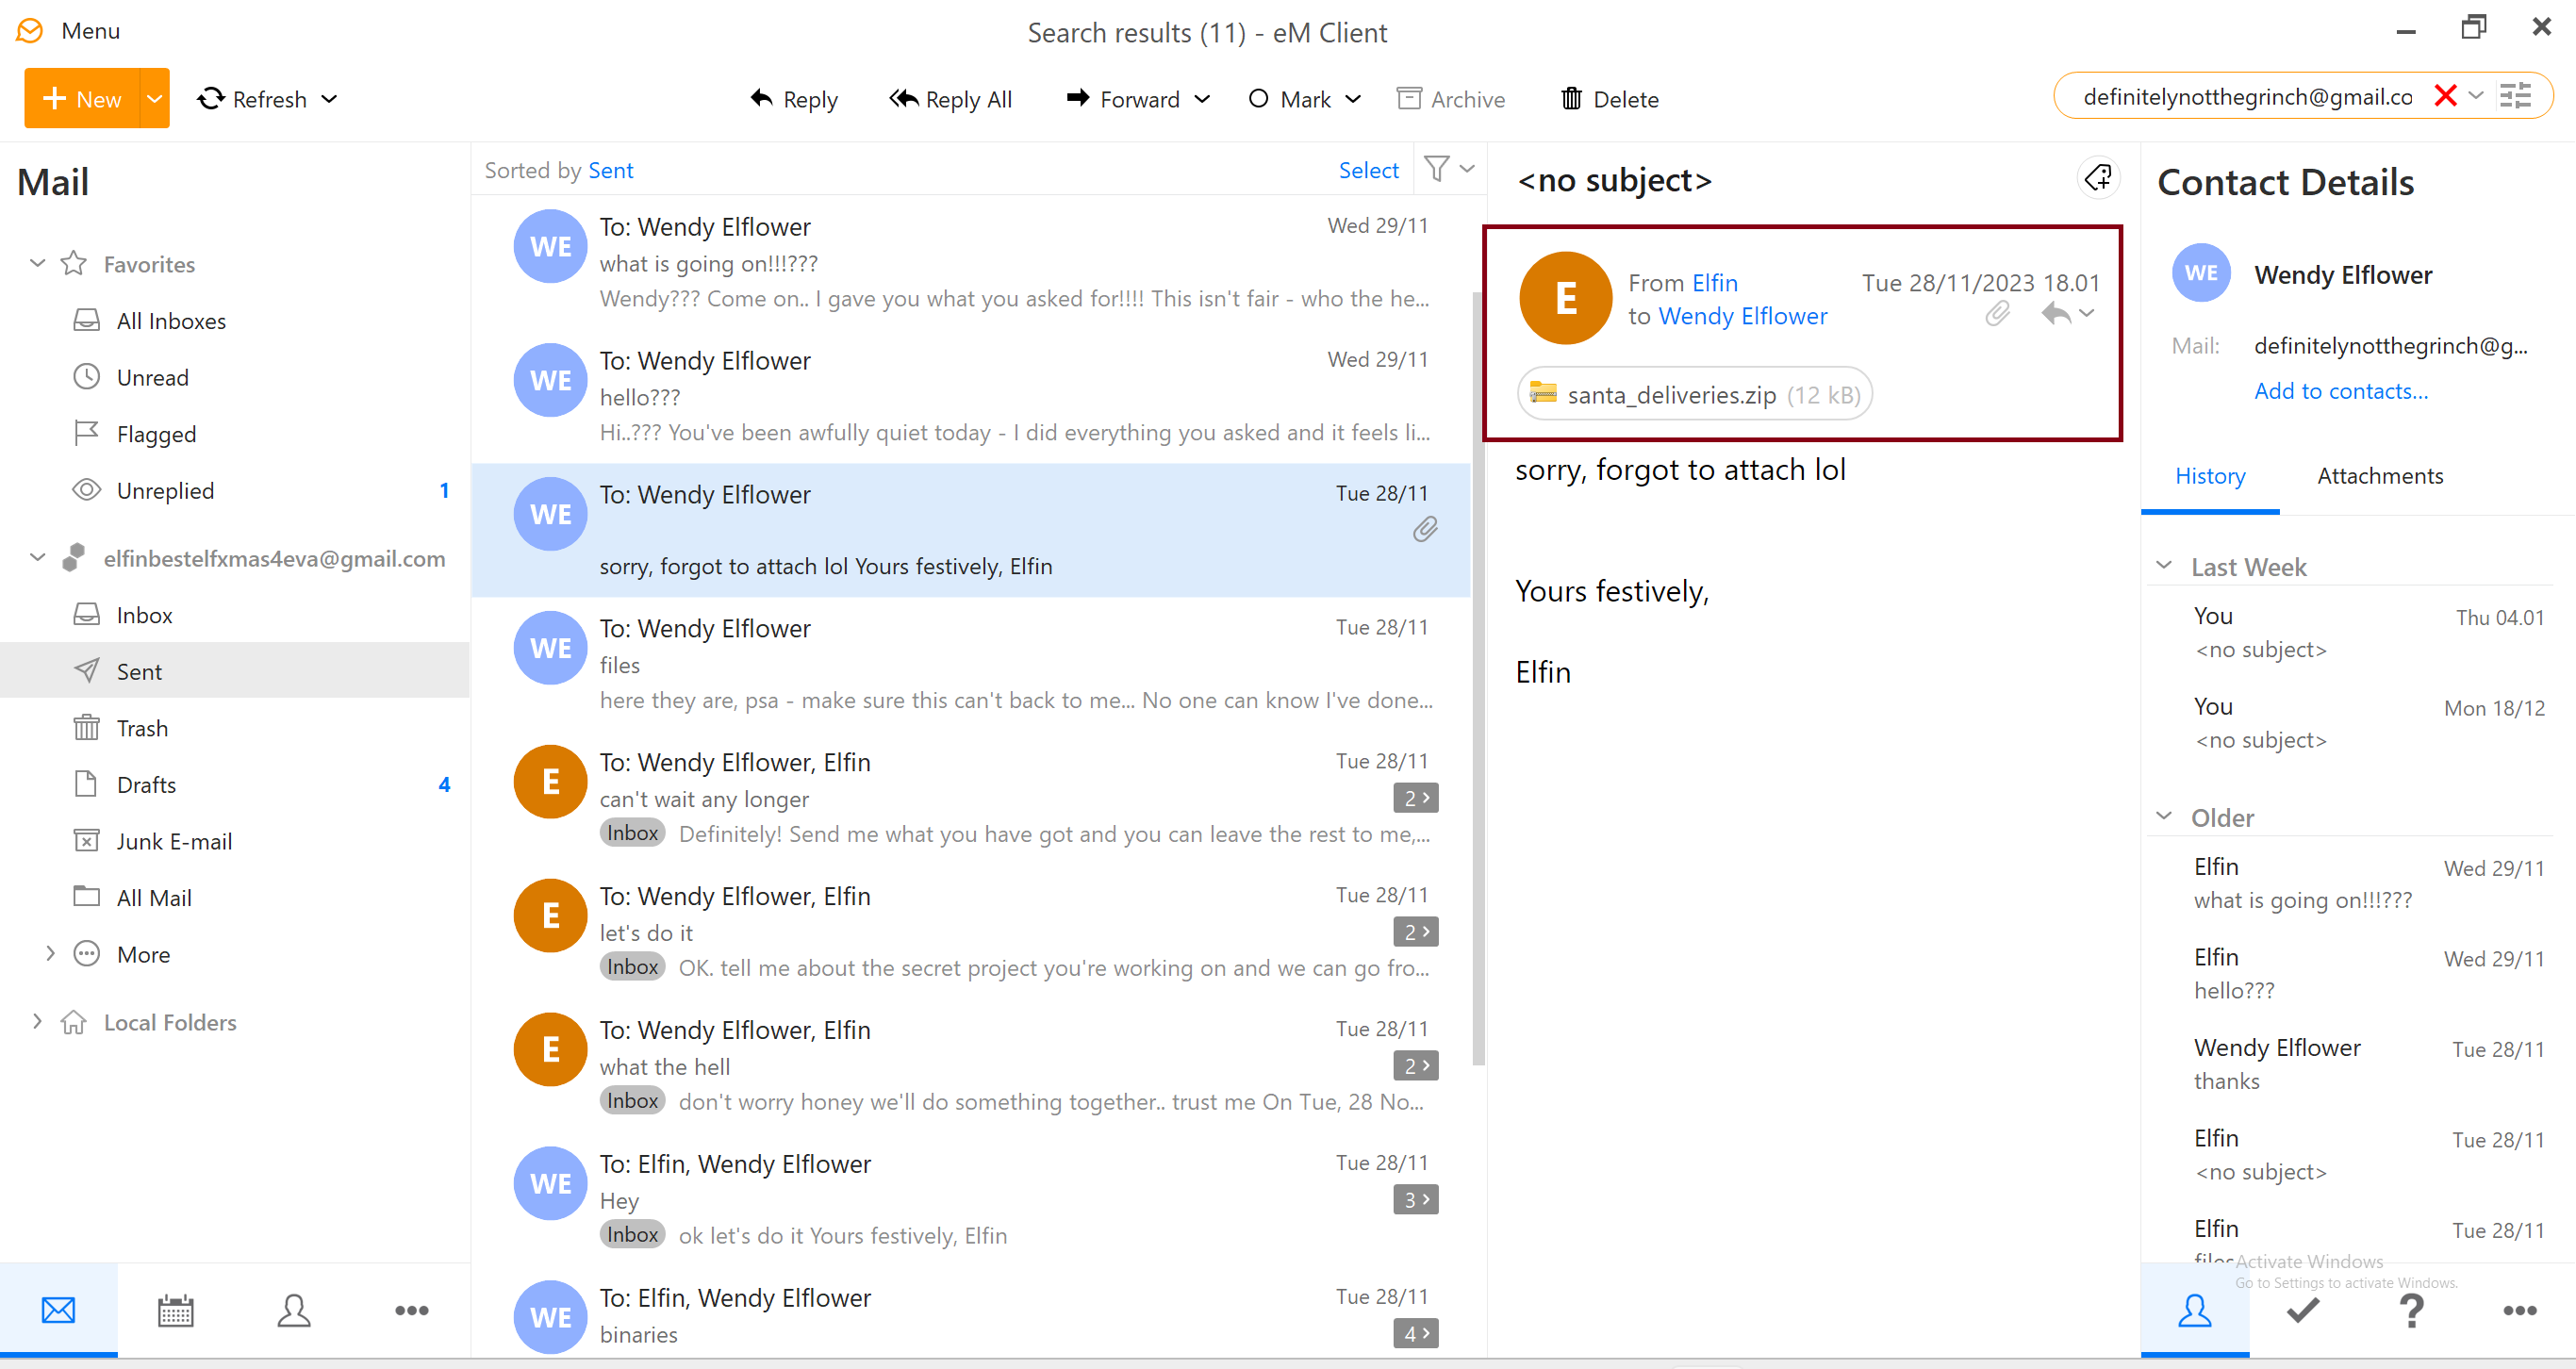 Menu
Search results (11) - eM Client
New
Refresh
Reply
Reply All
Forward
Mark
Archive
Delete
definitelynotthegrinch@gmail.co
Mail
Favorites
All Inboxes
Unread
Flagged
Unreplied 1
elfinbestelfxmas4eva@gmail.com
Inbox
Sent
Trash
Drafts 4
Junk E-mail
All Mail
More
Local Folders
Sorted by Sent
Select
WE
To: Wendy Elflower Wed 29/11
what is going on!!!???
Wendy??? Come on.. I gave you what you asked for!!!! This isn't fair - who the he...
WE
To: Wendy Elflower Wed 29/11
hello???
Hi..??? You've been awfully quiet today - I did everything you asked and it feels li...
WE
To: Wendy Elflower Tue 28/11
sorry, forgot to attach lol Yours festively, Elfin
WE
To: Wendy Elflower Tue 28/11
files
here they are, psa - make sure this can't back to me... No one can know I've done...
E
To: Wendy Elflower, Elfin Tue 28/11
can't wait any longer 2
Inbox Definitely! Send me what you have got and you can leave the rest to me,...
E
To: Wendy Elflower, Elfin Tue 28/11
let's do it 2
Inbox OK. tell me about the secret project you're working on and we can go fro...
E
To: Wendy Elflower, Elfin Tue 28/11
what the hell 2
Inbox don't worry honey we'll do something together.. trust me On Tue, 28 No...
WE
To: Elfin, Wendy Elflower Tue 28/11
Hey 3
Inbox ok let's do it Yours festively, Elfin
WE
To: Elfin, Wendy Elflower Tue 28/11
binaries 4
<no subject>
E
From Elfin Tue 28/11/2023 18.01
to Wendy Elflower
santa_deliveries.zip (12 kB)
sorry, forgot to attach lol
Yours festively,
Elfin
Contact Details
WE
Wendy Elflower
Mail: definitelynotthegrinch@g...
Add to contacts...
History
Attachments
Last Week
You Thu 04.01
<no subject>
You Mon 18/12
<no subject>
Older
Elfin Wed 29/11
what is going on!!!???
Elfin Wed 29/11
hello???
Wendy Elflower Tue 28/11
thanks
Elfin Tue 28/11
<no subject>
Elfin Tue 28/11
files
Activate Windows
Go to Settings to activate Windows.